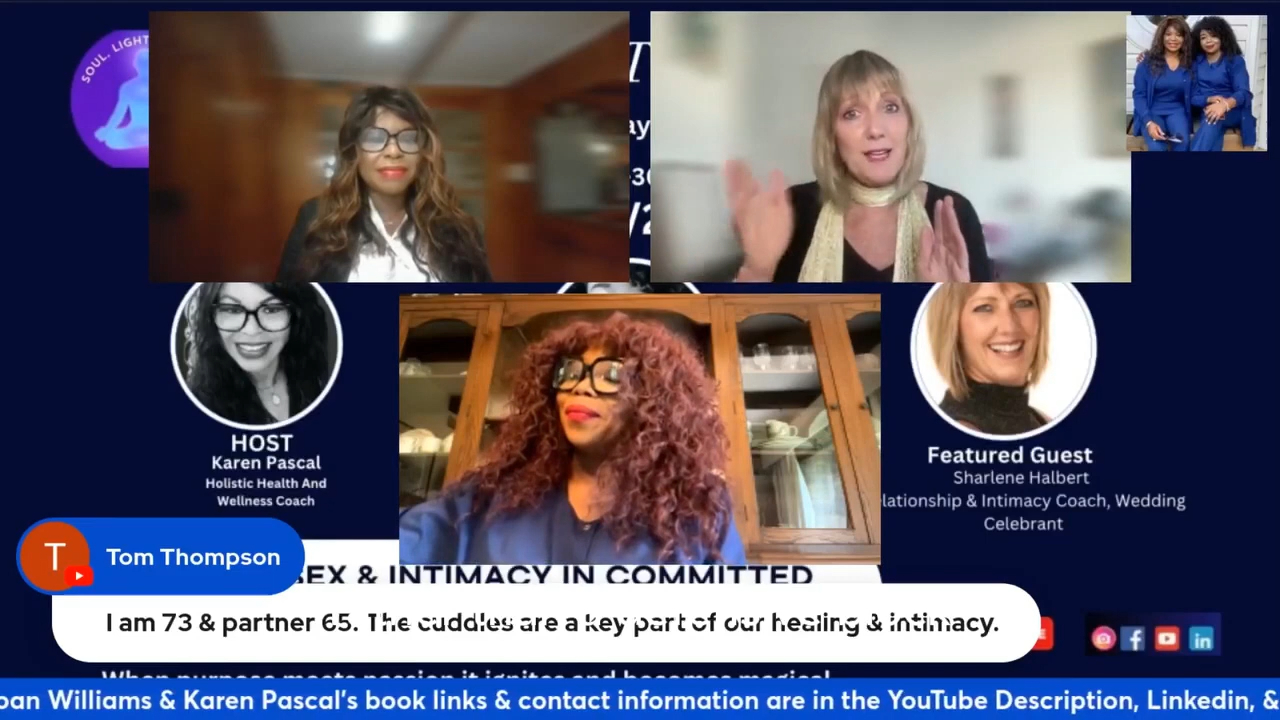 SOUL. LIGHT
HOST
Karen Pascal
Holistic Health And
Wellness Coach
Featured Guest
Sharlene Halbert
Relationship & Intimacy Coach, Wedding
Celebrant
Tom Thompson
SEX & INTIMACY IN COMMITTED
I am 73 & partner 65. The cuddles are a key part of our healing & intimacy.
When purpose meets passion it ignites and becomes magical
oan Williams & Karen Pascal's book links & contact information are in the YouTube Description, Linkedin, &